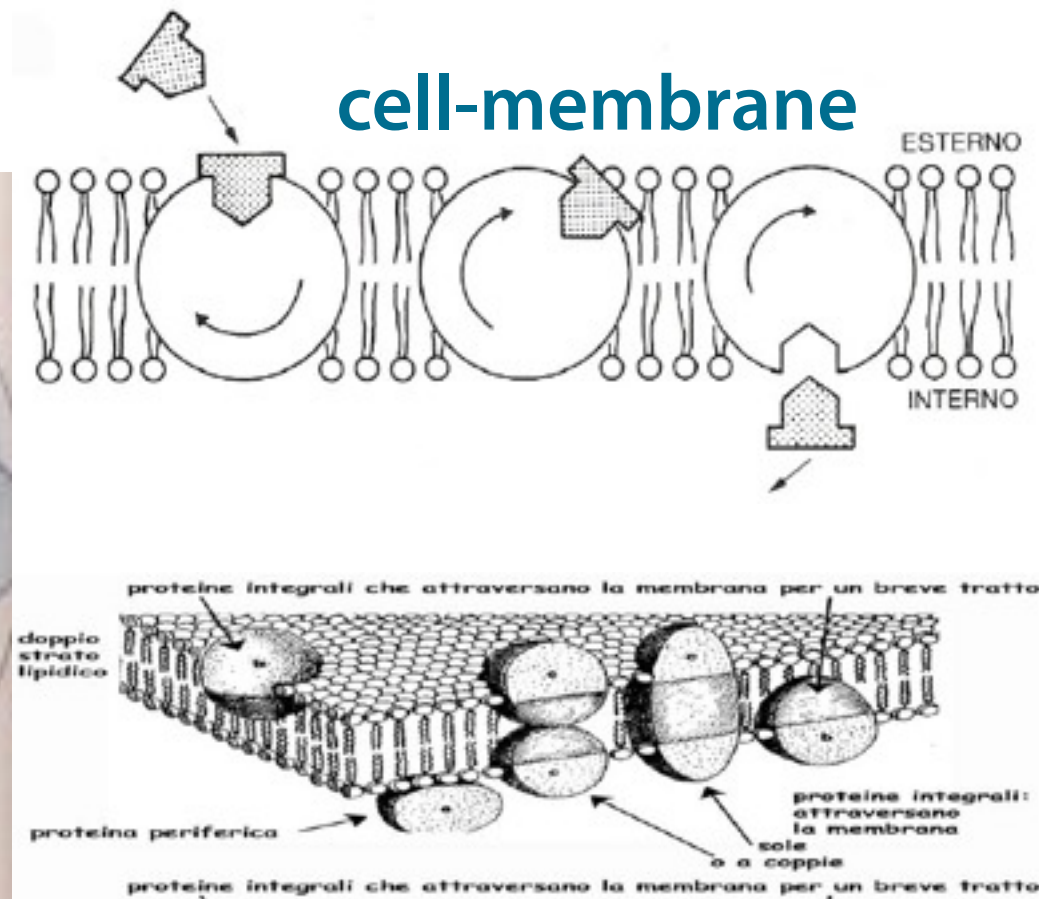 cell-membrane
ESTERNO
INTERNO
proteine integrali che attraversano la membrana per un breve tratto
doppio
strato
lipidico
b
a
a
b
a
a
proteina periferica
proteine integrali:
attraversano
la membrana
sole
o a coppie
proteine integrali che attraversano la membrana per un breve tratto